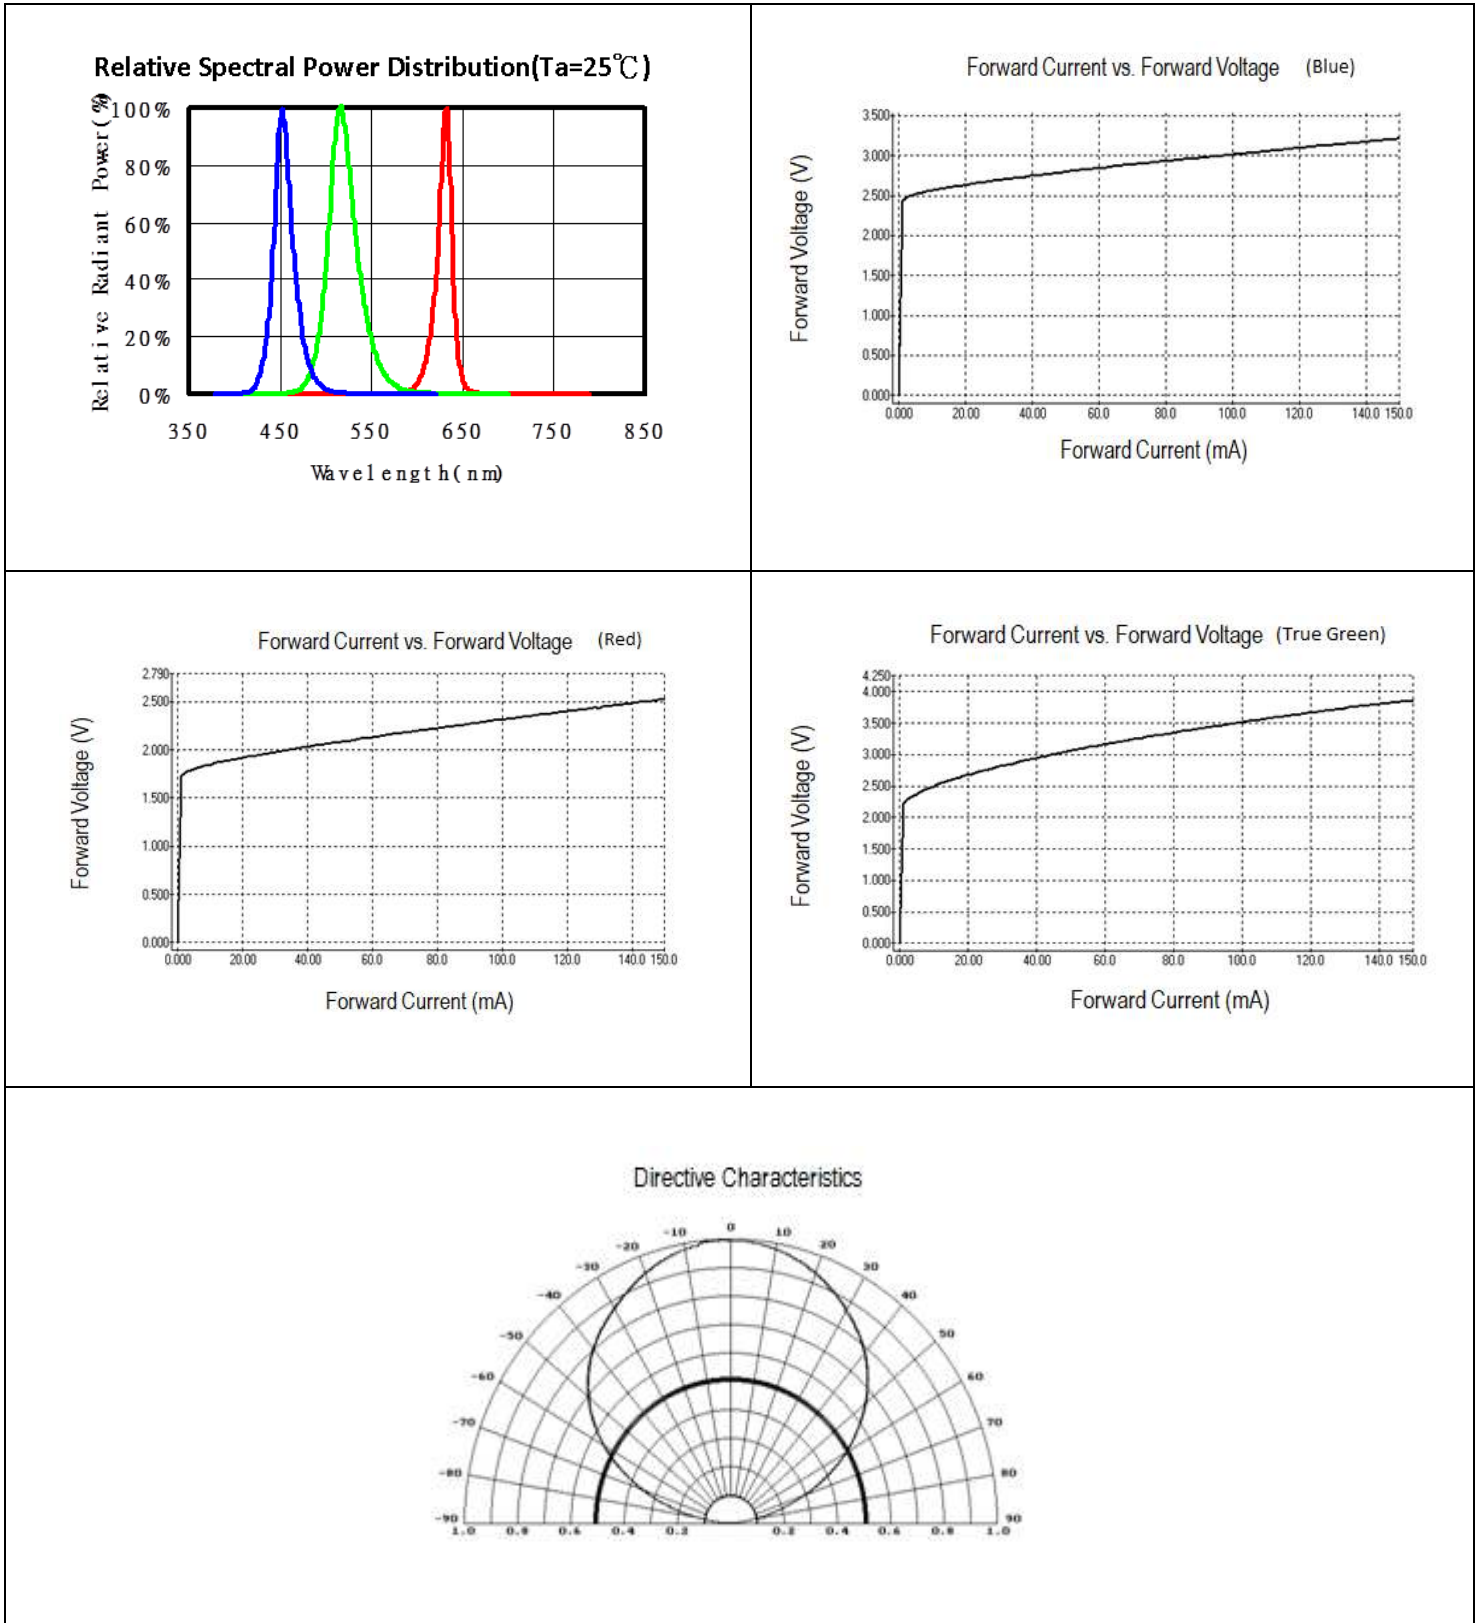 Relative Spectral Power Distribution(Ta=25℃)
Relative Radiant Power(%)
100%
80%
60%
40%
20%
0%
350 450 550 650 750 850
Wavelength(nm)
Forward Current vs. Forward Voltage (Blue)
Forward Voltage (V)
3.500
3.000
2.500
2.000
1.500
1.000
0.500
0.000
0.000 20.00 40.00 60.0 80.0 100.0 120.0 140.0 150.0
Forward Current (mA)
Forward Current vs. Forward Voltage (Red)
Forward Voltage (V)
2.790
2.500
2.000
1.500
1.000
0.500
0.000
0.000 20.00 40.00 60.0 80.0 100.0 120.0 140.0 150.0
Forward Current (mA)
Forward Current vs. Forward Voltage (True Green)
Forward Voltage (V)
4.250
4.000
3.500
3.000
2.500
2.000
1.500
1.000
0.500
0.000
0.000 20.00 40.00 60.0 80.0 100.0 120.0 140.0 150.0
Forward Current (mA)
Directive Characteristics
-10 0 10
-20 20
-30 30
-40 40
-50 50
-60 60
-70 70
-80 80
-90 90
1.0 0.8 0.6 0.4 0.2 0.2 0.4 0.6 0.8 1.0